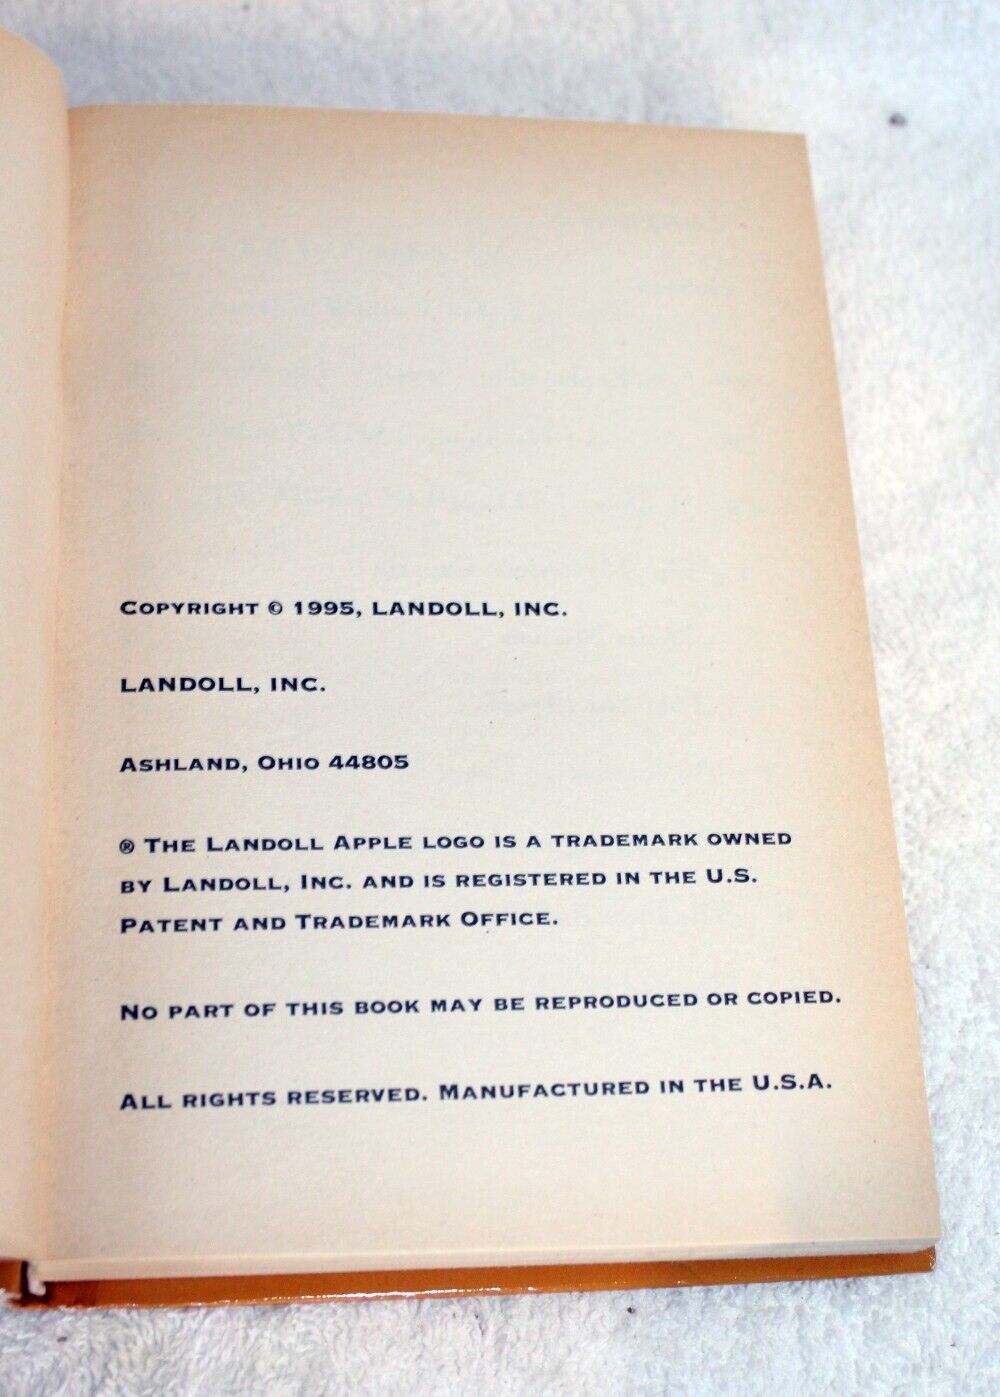 Copyright © 1995, LANDOLL, INC.
LANDOLL, INC.
Ashland, Ohio 44805
® The Landoll Apple logo is a trademark owned
by Landoll, Inc. and is registered in the U.S.
Patent and Trademark Office.
No part of this book may be reproduced or copied.
All rights reserved. Manufactured in the U.S.A.